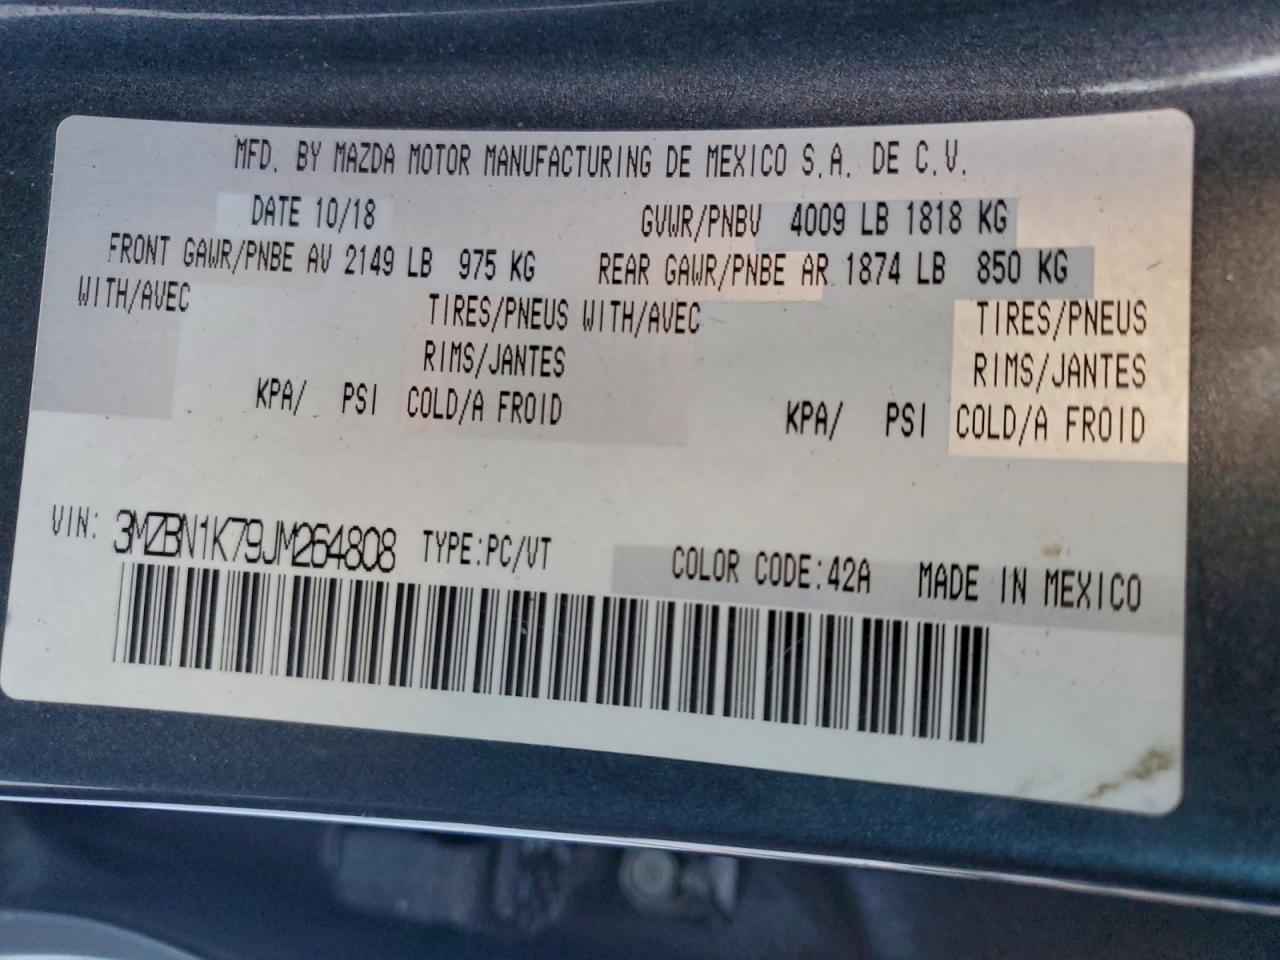 MFD. BY MAZDA MOTOR MANUFACTURING DE MEXICO S.A. DE C.V.
DATE 10/18 GVWR/PNBV 4009 LB 1818 KG
FRONT GAWR/PNBE AV 2149 LB 975 KG REAR GAWR/PNBE AR 1874 LB 850 KG
WITH/AVEC TIRES/PNEUS WITH/AVEC TIRES/PNEUS
RIMS/JANTES RIMS/JANTES
KPA/ PSI COLD/A FROID KPA/ PSI COLD/A FROID
VIN: 3MZBN1K79JM264808 TYPE:PC/VT COLOR CODE:42A MADE IN MEXICO